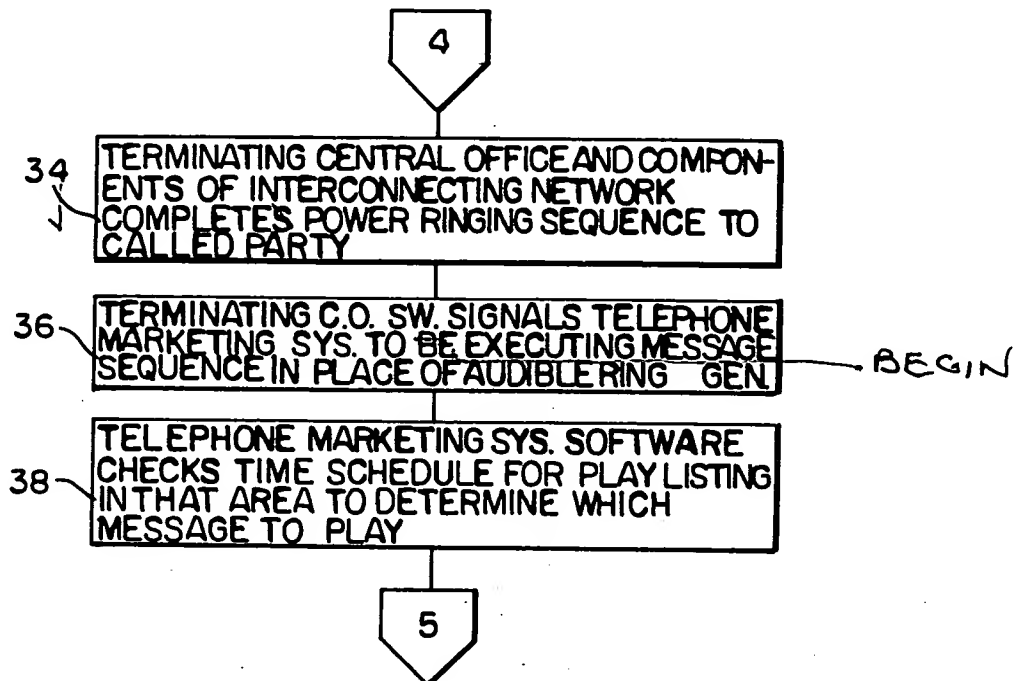 4
34
TERMINATING CENTRAL OFFICE AND COMPON-
ENTS OF INTERCONNECTING NETWORK
COMPLETES POWER RINGING SEQUENCE TO
CALLED PARTY
36
TERMINATING C.O. SW. SIGNALS TELEPHONE
MARKETING SYS. TO BE EXECUTING MESSAGE
SEQUENCE IN PLACE OF AUDIBLE RING GEN.
BEGIN
38
TELEPHONE MARKETING SYS. SOFTWARE
CHECKS TIME SCHEDULE FOR PLAY LISTING
IN THAT AREA TO DETERMINE WHICH
MESSAGE TO PLAY
5